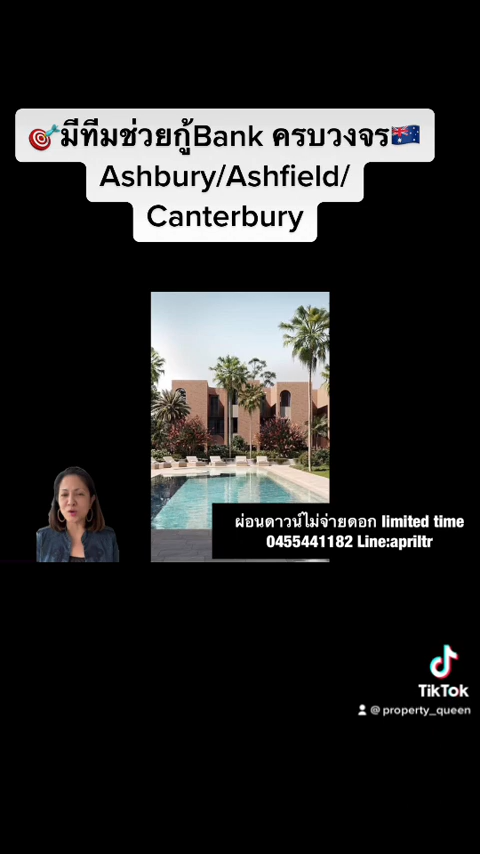 🎯มีทีมช่วยกู้Bank ครบวงจร🇦🇺
Ashbury/Ashfield/
Canterbury
ผ่อนดาวน์ไม่จ่ายดอก limited time
0455441182 Line:apriltr
TikTok
@property_queen